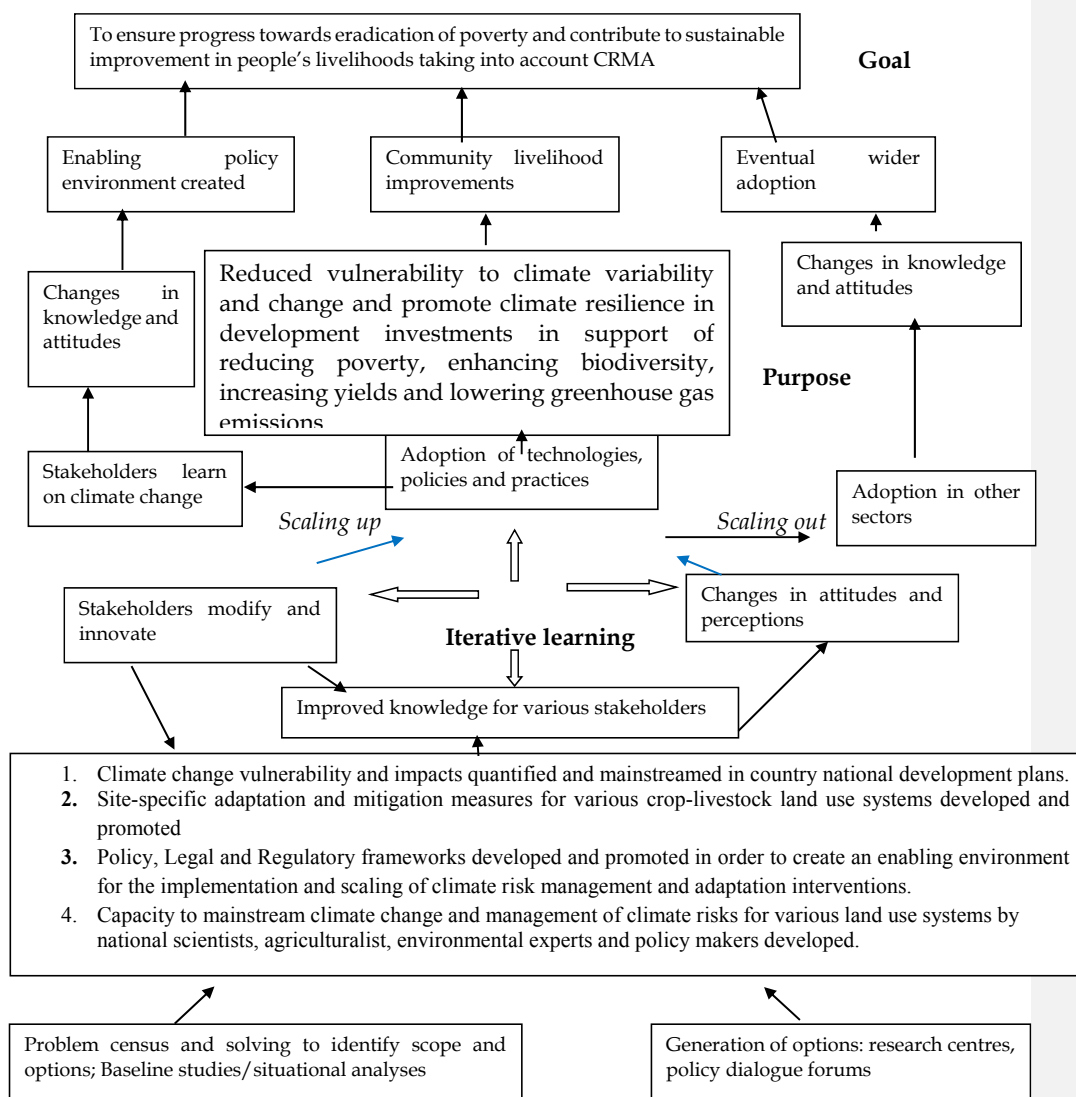 To ensure progress towards eradication of poverty and contribute to sustainable
improvement in people's livelihoods taking into account CRMA
Goal
Enabling policy
environment created
Community livelihood
improvements
Eventual wider
adoption
Changes in
knowledge and
attitudes
Reduced vulnerability to climate variability
and change and promote climate resilience in
development investments in support of
reducing poverty, enhancing biodiversity,
increasing yields and lowering greenhouse gas
emissions
Changes in knowledge
and attitudes
Purpose
Stakeholders learn
on climate change
Adoption of technologies,
policies and practices
Adoption in other
sectors
Scaling up
Scaling out
Stakeholders modify and
innovate
Changes in attitudes and
perceptions
Iterative learning
Improved knowledge for various stakeholders
1. Climate change vulnerability and impacts quantified and mainstreamed in country national development plans.
2. Site-specific adaptation and mitigation measures for various crop-livestock land use systems developed and
promoted
3. Policy, Legal and Regulatory frameworks developed and promoted in order to create an enabling environment
for the implementation and scaling of climate risk management and adaptation interventions.
4. Capacity to mainstream climate change and management of climate risks for various land use systems by
national scientists, agriculturalist, environmental experts and policy makers developed.
Problem census and solving to identify scope and
options; Baseline studies/situational analyses
Generation of options: research centres,
policy dialogue forums